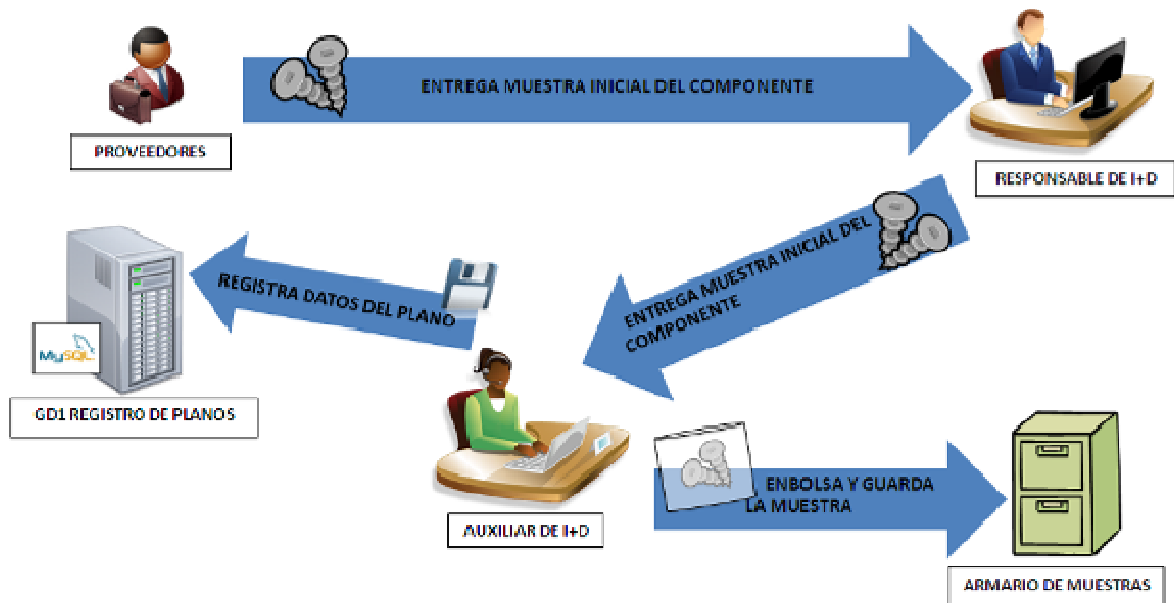 ENTREGA MUESTRA INICIAL DEL COMPONENTE
PROVEEDORES
RESPONSABLE DE I+D
ENTREGA MUESTRA INICIAL DEL
COMPONENTE
REGISTRA DATOS DEL PLANO
MySQL
GD1 REGISTRO DE PLANOS
ENBOLSA Y GUARDA
LA MUESTRA
AUXILIAR DE I+D
ARMARIO DE MUESTRAS